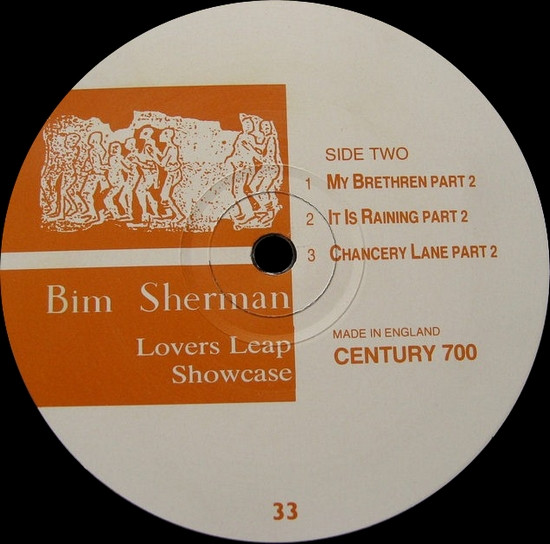 SIDE TWO
1 MY BRETHREN PART 2
2 IT IS RAINING PART 2
3 CHANCERY LANE PART 2
Bim Sherman
Lovers Leap
Showcase
MADE IN ENGLAND
CENTURY 700
33